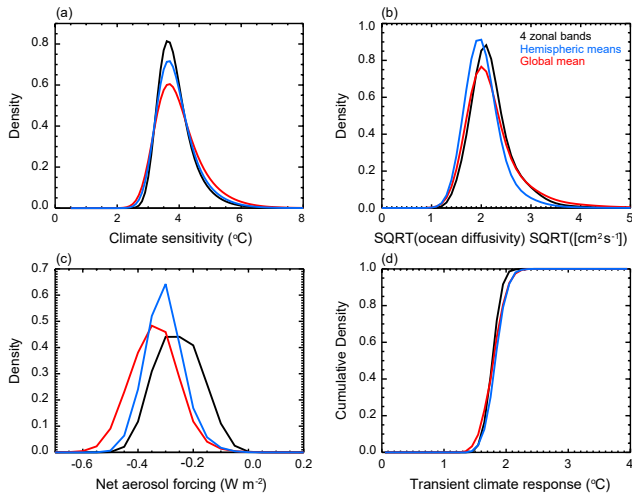 (a)
0.8
0.6
0.4
0.2
0.0
Density
0 2 4 6 8
Climate sensitivity (°C)
(b)
4 zonal bands
Hemispheric means
Global mean
1.0
0.8
0.6
0.4
0.2
0.0
Density
0 1 2 3 4 5
SQRT(ocean diffusivity) SQRT([cm² s⁻¹])
(c)
0.7
0.6
0.5
0.4
0.3
0.2
0.1
0.0
Density
-0.6 -0.4 -0.2 0.0 0.2
Net aerosol forcing (W m⁻²)
(d)
1.0
0.8
0.6
0.4
0.2
0.0
Cumulative Density
0 1 2 3 4
Transient climate response (°C)